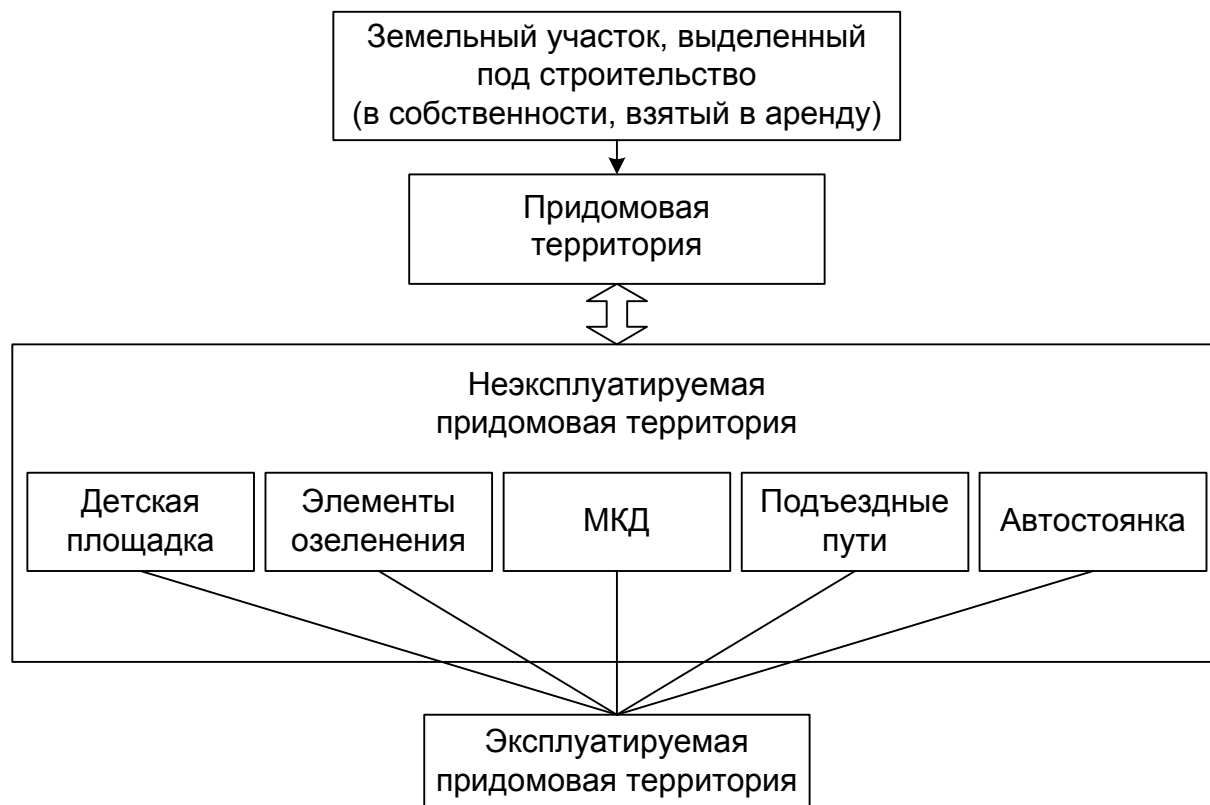 Земельный участок, выделенный
под строительство
(в собственности, взятый в аренду)
Придомовая
территория
Неэксплуатируемая
придомовая территория
Детская
площадка
Элементы
озеленения
МКД
Подъездные
пути
Автостоянка
Эксплуатируемая
придомовая территория